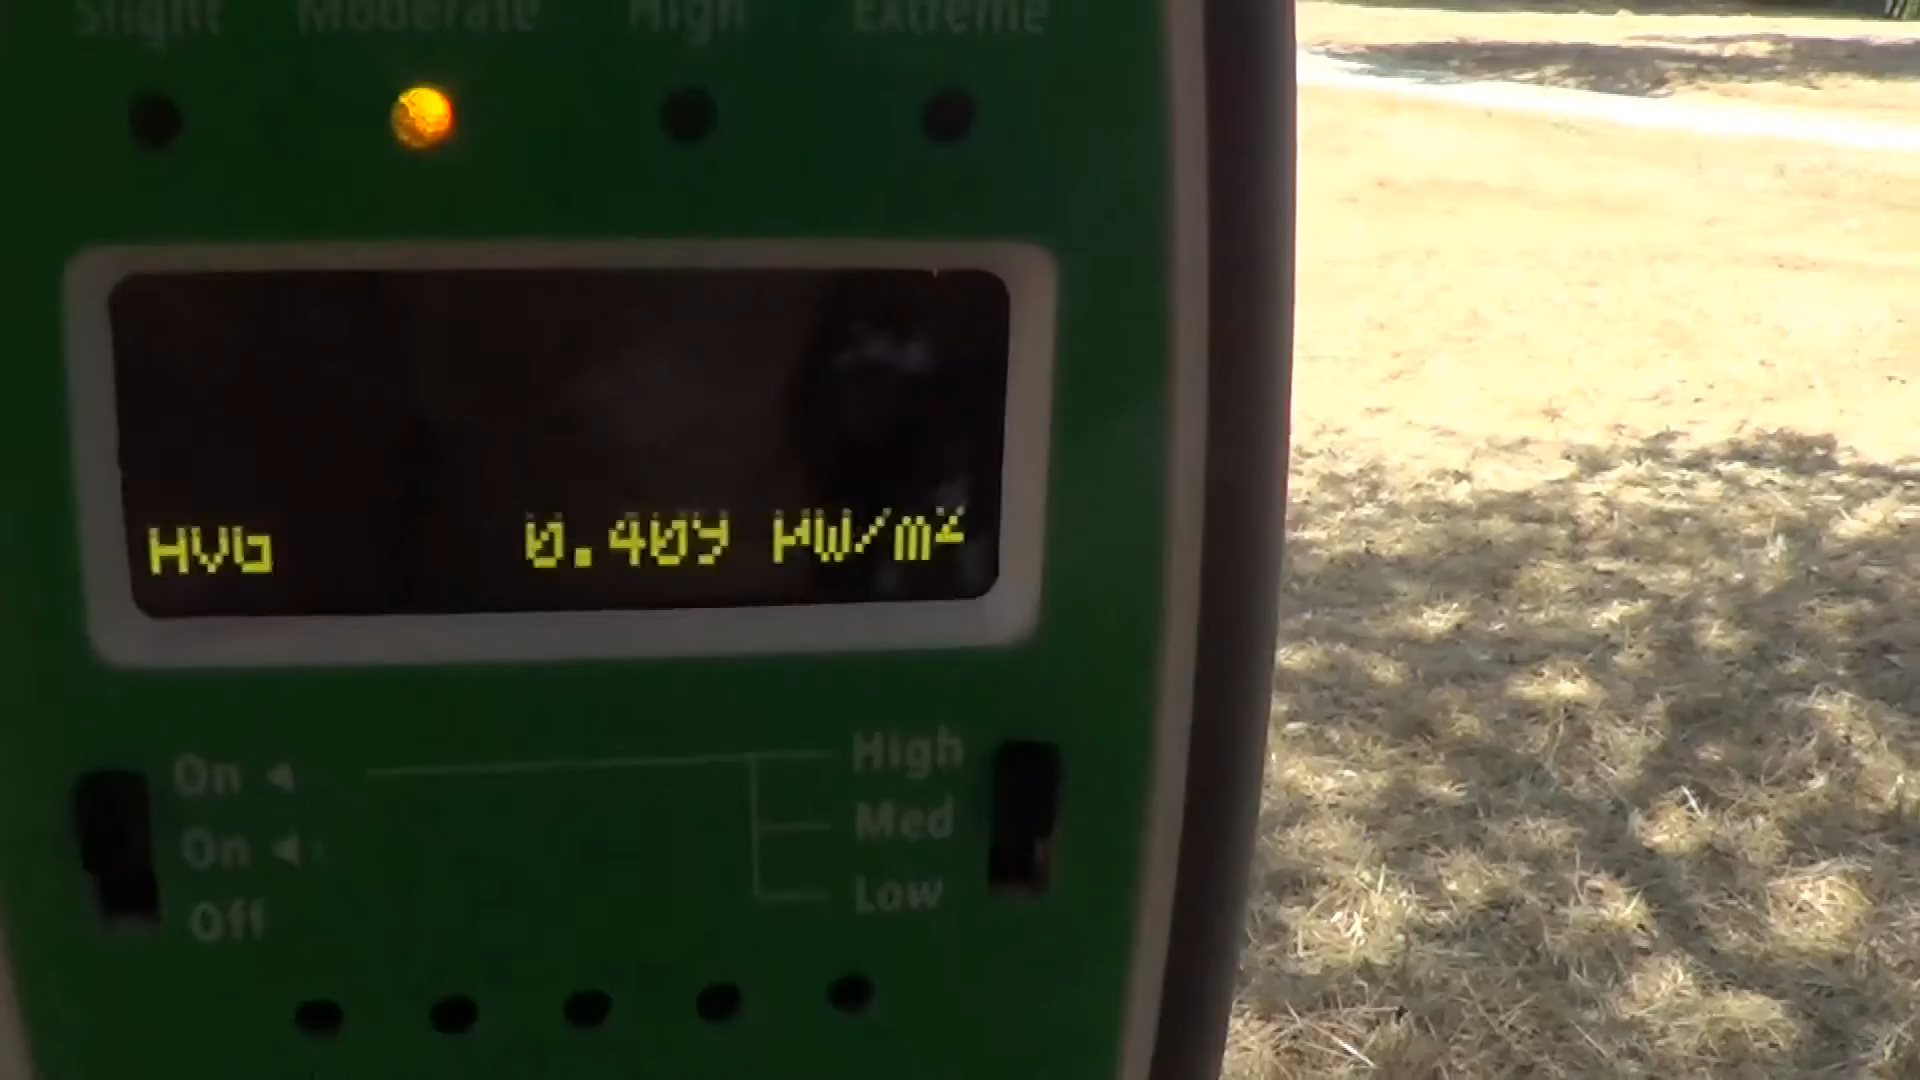 Slight Moderate High Extreme
AVG 0.409 µW/m²
On ◄ High
On ◄ Med
Off Low